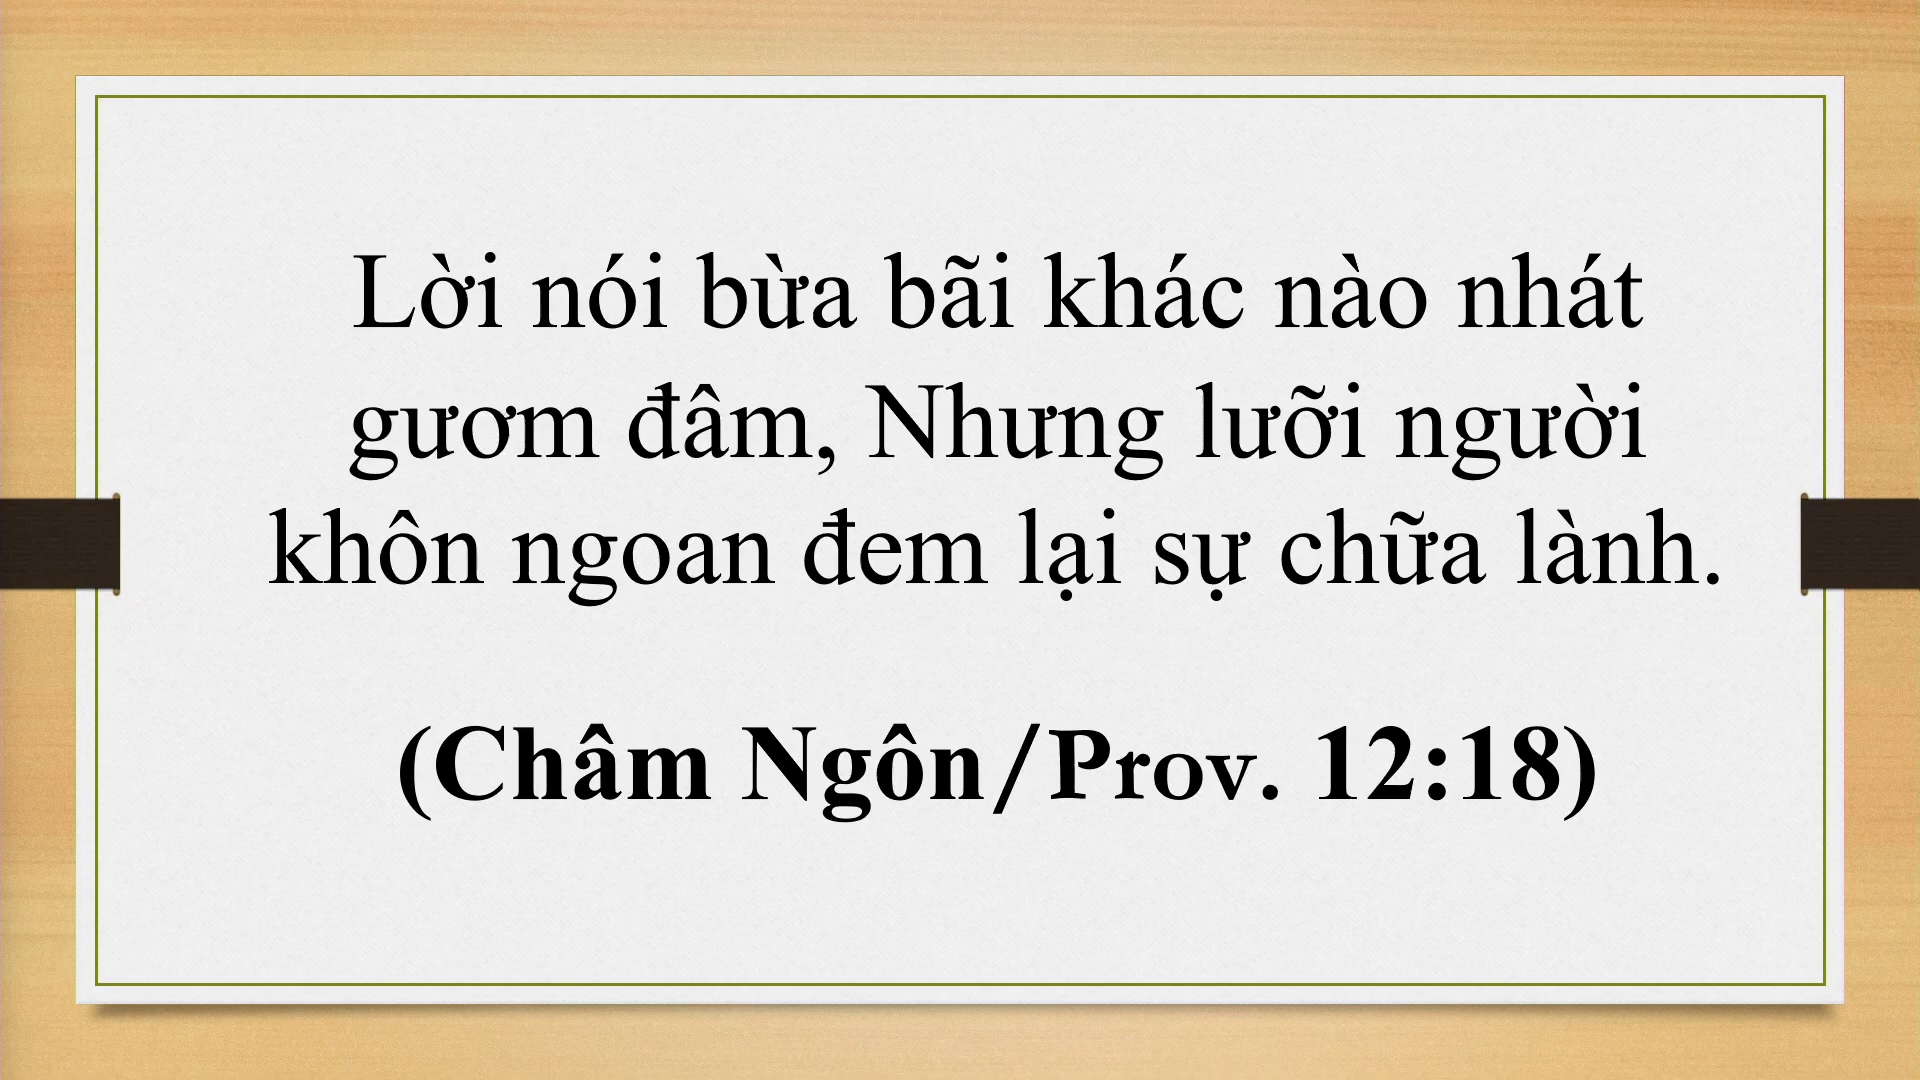 Lời nói bừa bãi khác nào nhát
gươm đâm, Nhưng lưỡi người
khôn ngoan đem lại sự chữa lành.
(Châm Ngôn/Prov. 12:18)